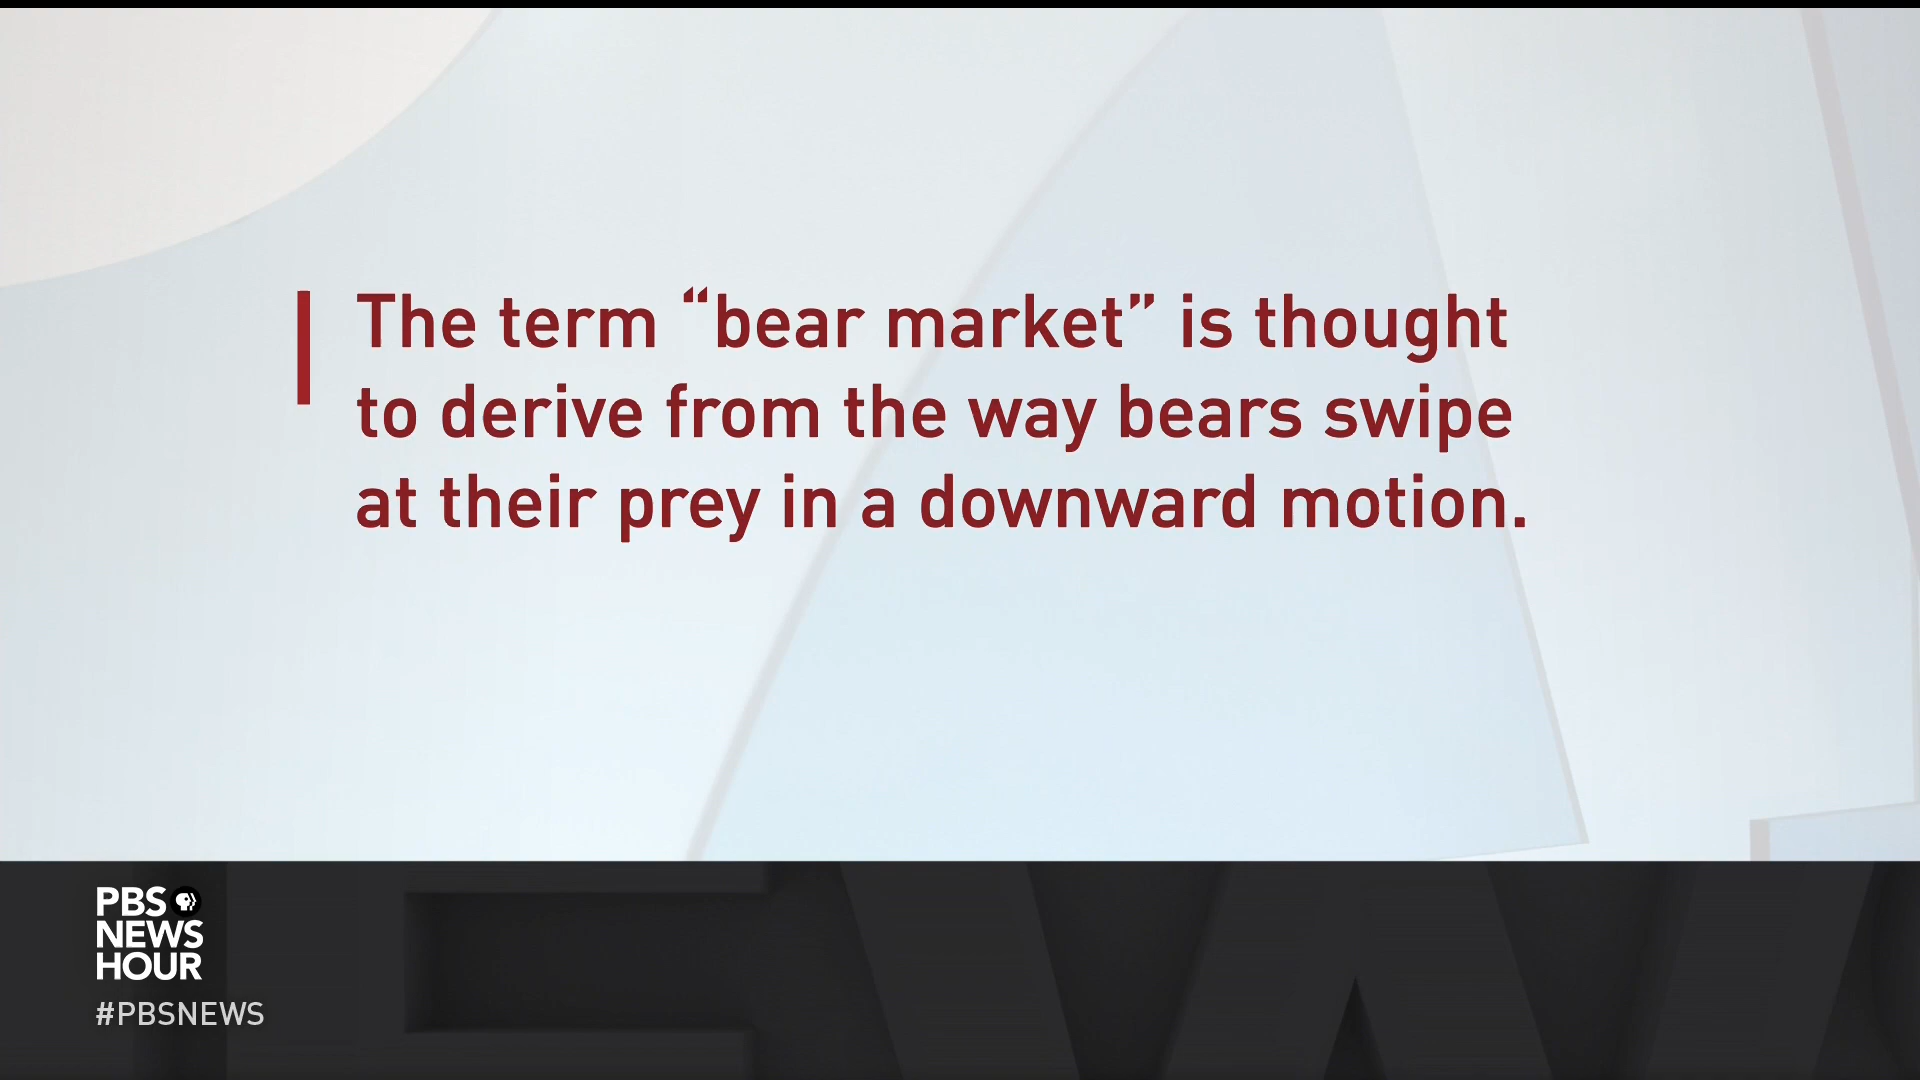 The term “bear market” is thought
to derive from the way bears swipe
at their prey in a downward motion.
PBS
NEWS
HOUR
#PBSNEWS